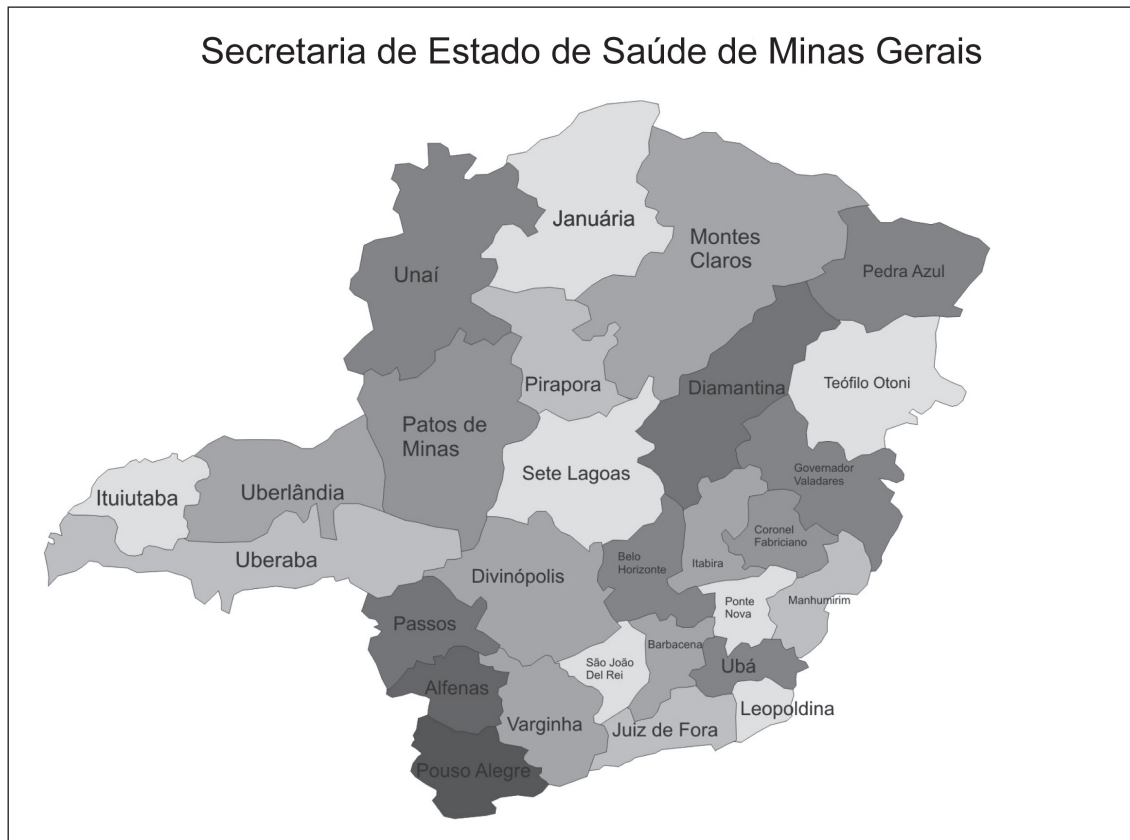 Secretaria de Estado de Saúde de Minas Gerais
Januária
Montes
Claros
Unaí
Pedra Azul
Pirapora
Diamantina
Teófilo Otoni
Patos de
Minas
Sete Lagoas
Governador
Valadares
Ituiutaba
Uberlândia
Coronel
Fabriciano
Uberaba
Belo
Horizonte
Itabira
Divinópolis
Ponte
Nova
Manhumirim
Passos
Barbacena
São João
Del Rei
Ubá
Alfenas
Leopoldina
Varginha
Juiz de Fora
Pouso Alegre